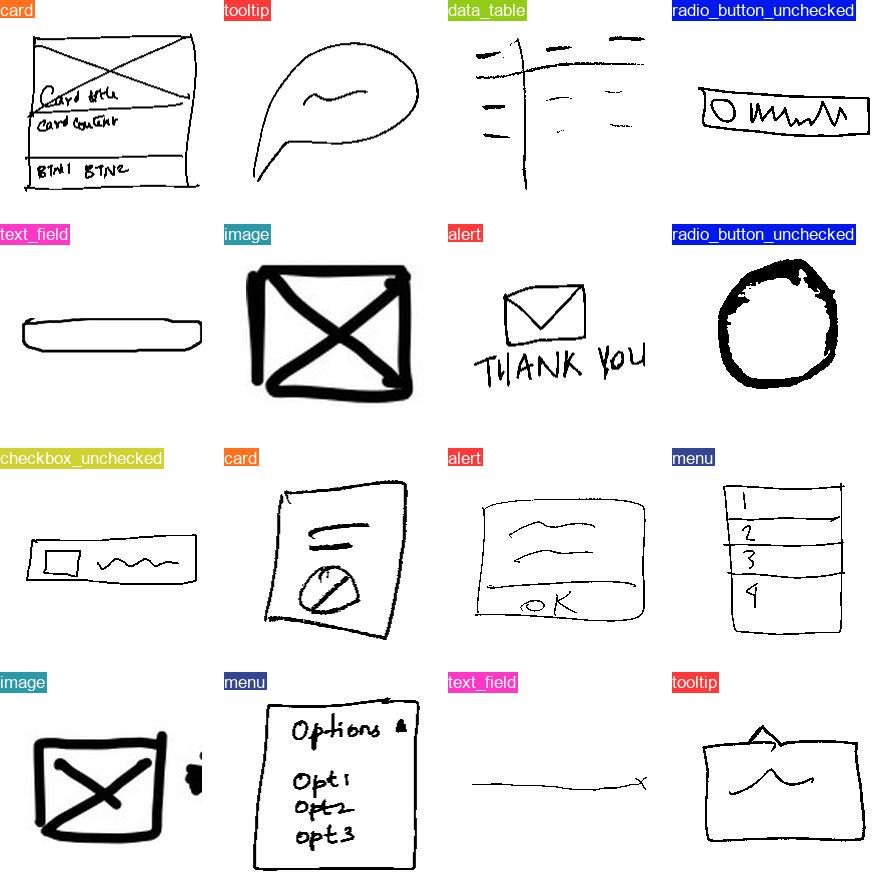 card
tooltip
data_table
radio_button_unchecked
Card title
Card content
BTN1 BTN2
text_field
image
alert
radio_button_unchecked
THANK YOU
checkbox_unchecked
card
alert
menu
OK
1
2
3
4
image
menu
text_field
tooltip
Options
Opt1
Opt2
Opt3